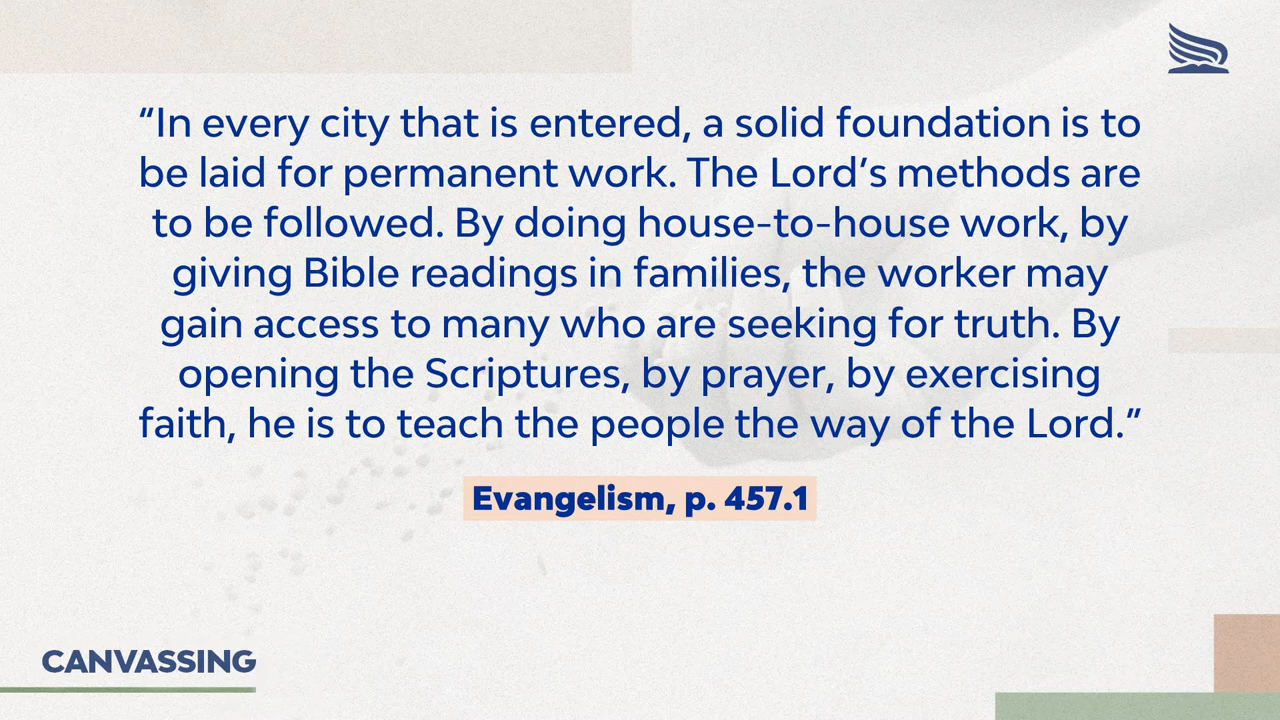 “In every city that is entered, a solid foundation is to
be laid for permanent work. The Lord’s methods are
to be followed. By doing house-to-house work, by
giving Bible readings in families, the worker may
gain access to many who are seeking for truth. By
opening the Scriptures, by prayer, by exercising
faith, he is to teach the people the way of the Lord.”
Evangelism, p. 457.1
CANVASSING